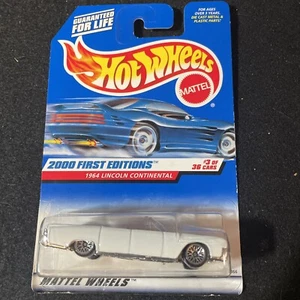 GUARANTEED
FOR LIFE
FOR AGES
OVER 3 YEARS.
DIE CAST METAL &
PLASTIC PARTS!
Hot Wheels
MATTEL
2000 FIRST EDITIONS
#3 of
36 CARS
1964 LINCOLN CONTINENTAL
MATTEL WHEELS